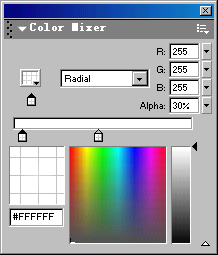 Color Mixer
R: 255
Radial
G: 255
B: 255
Alpha: 30%
#FFFFFF